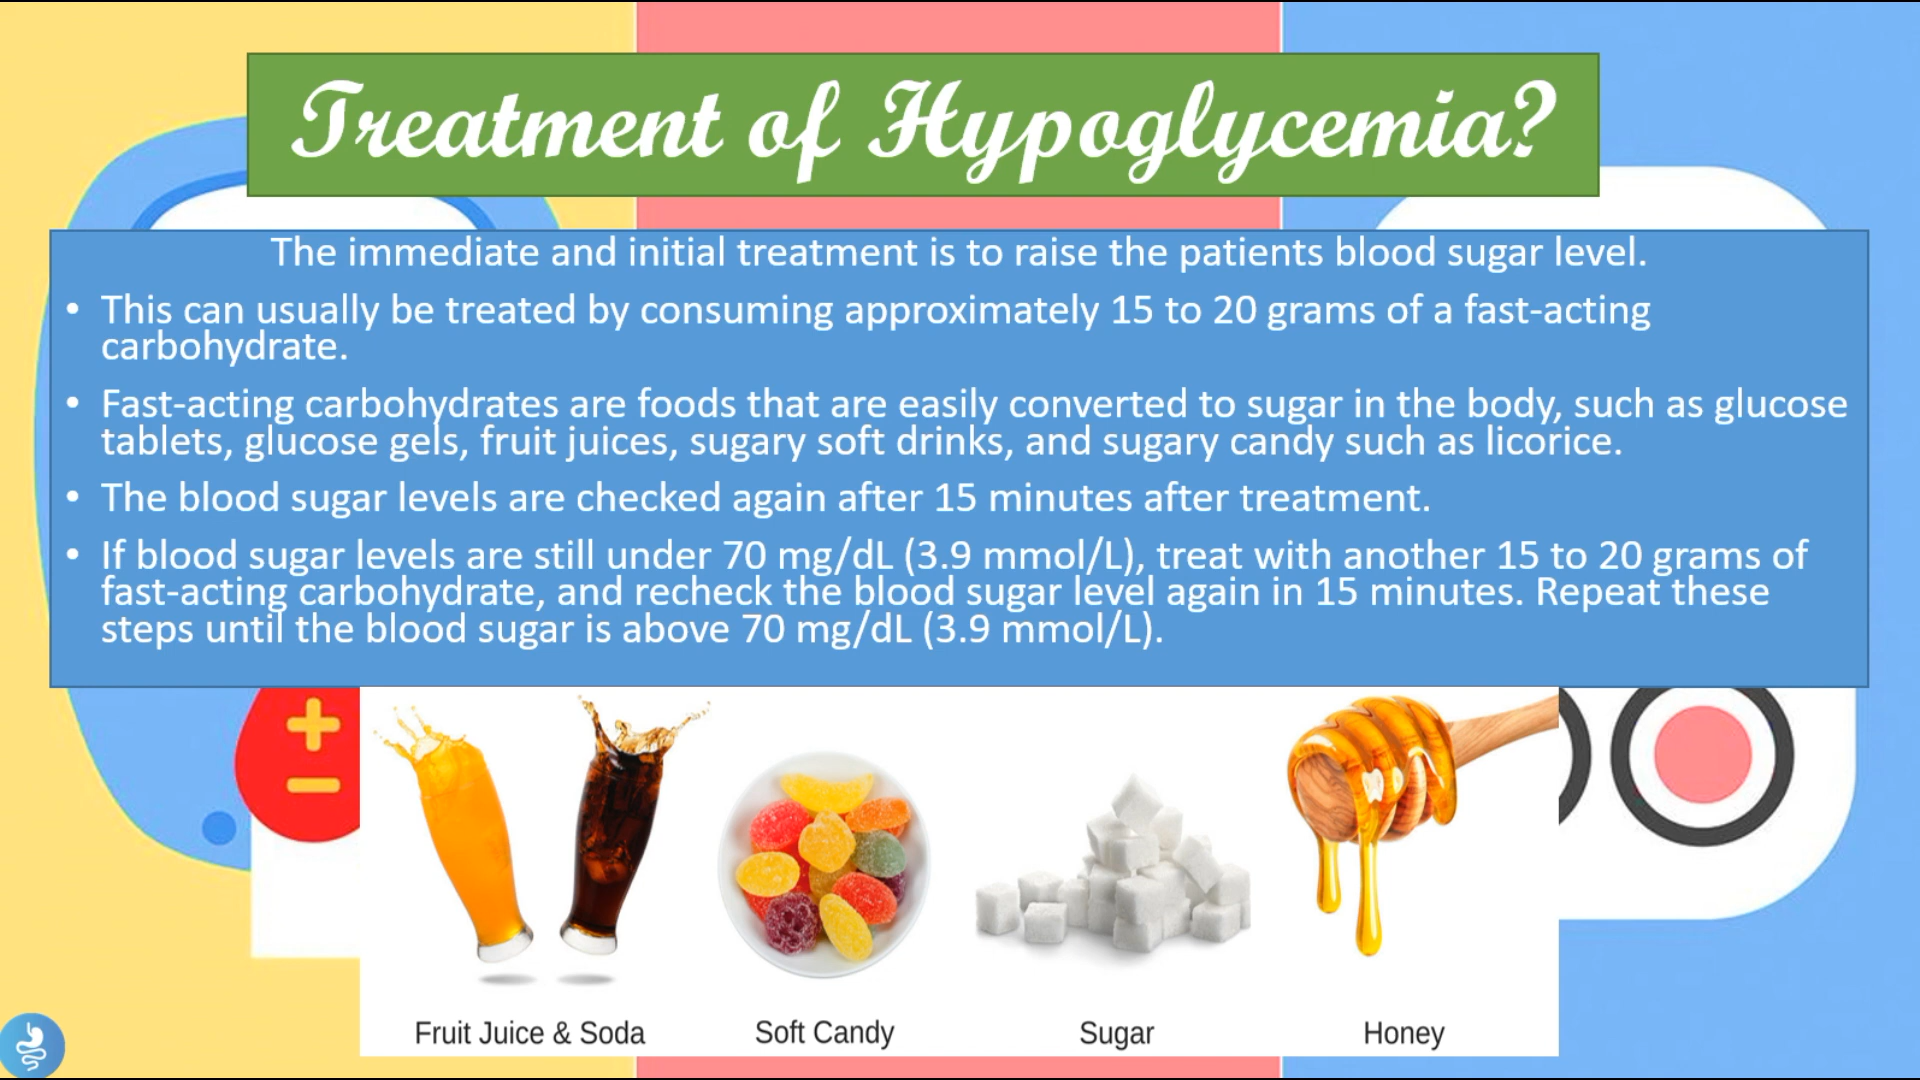 Treatment of Hypoglycemia?
The immediate and initial treatment is to raise the patients blood sugar level.
• This can usually be treated by consuming approximately 15 to 20 grams of a fast-acting
carbohydrate.
• Fast-acting carbohydrates are foods that are easily converted to sugar in the body, such as glucose
tablets, glucose gels, fruit juices, sugary soft drinks, and sugary candy such as licorice.
• The blood sugar levels are checked again after 15 minutes after treatment.
• If blood sugar levels are still under 70 mg/dL (3.9 mmol/L), treat with another 15 to 20 grams of
fast-acting carbohydrate, and recheck the blood sugar level again in 15 minutes. Repeat these
steps until the blood sugar is above 70 mg/dL (3.9 mmol/L).
Fruit Juice & Soda
Soft Candy
Sugar
Honey